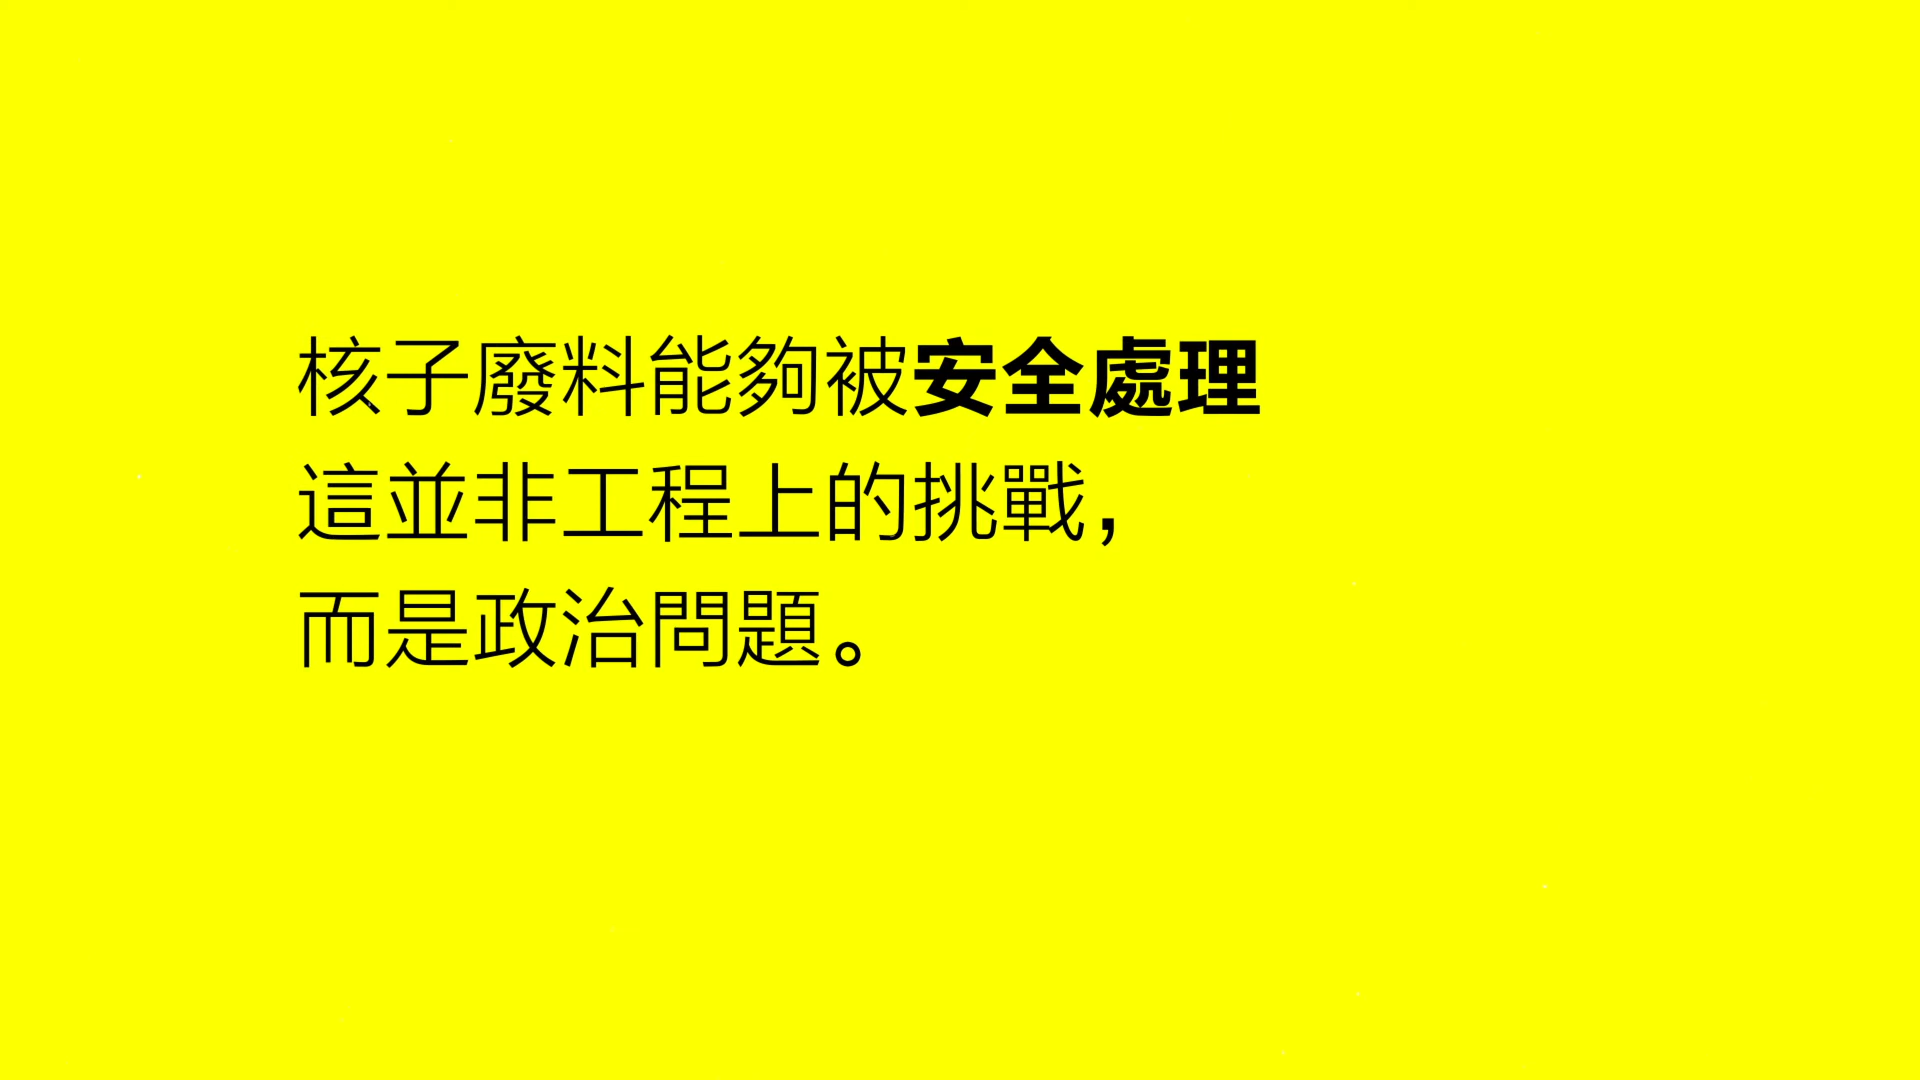 核子廢料能夠被安全處理
這並非工程上的挑戰，
而是政治問題。